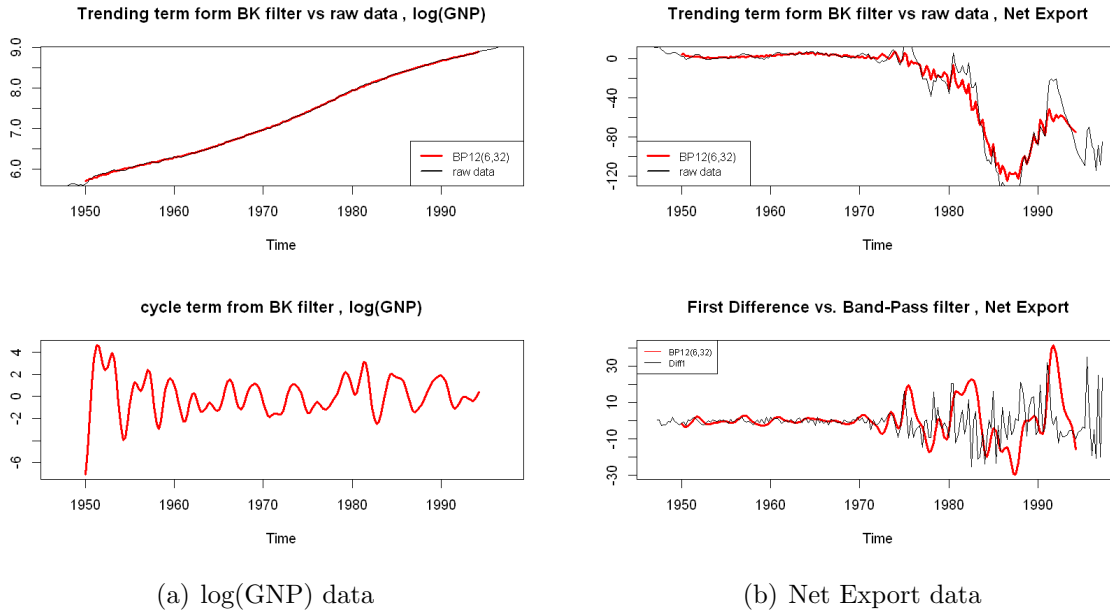 Trending term form BK filter vs raw data , log(GNP)
9.0
8.0
7.0
6.0
BP12(6,32)
raw data
1950 1960 1970 1980 1990
Time
cycle term from BK filter , log(GNP)
4
2
0
-2
-6
1950 1960 1970 1980 1990
Time
(a) log(GNP) data
Trending term form BK filter vs raw data , Net Export
0
-40
-80
-120
BP12(6,32)
raw data
1950 1960 1970 1980 1990
Time
First Difference vs. Band-Pass filter , Net Export
BP12(6,32)
Diff1
30
10
-10
-30
1950 1960 1970 1980 1990
Time
(b) Net Export data